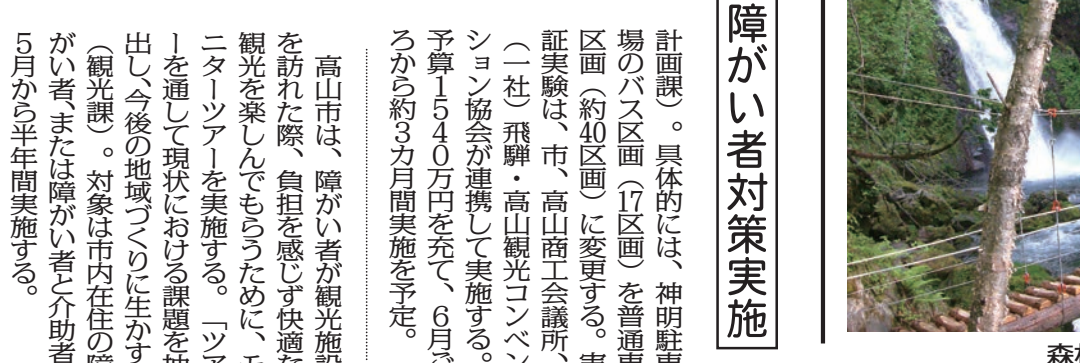 障がい者対策実施
計画課）。具体的には、神明駐車
場のバス区画（17区画）を普通車
区画（約40区画）に変更する。実
証実験は、市、高山商工会議所、
（一社）飛騨・高山観光コンベン
ション協会が連携して実施する。
予算１５４０万円を充て、６月ご
ろから約３カ月間実施を予定。
高山市は、障がい者が観光施設
を訪れた際、負担を感じず快適な
観光を楽しんでもらうために、モ
ニターツアーを実施する。「ツア
ーを通して現状における課題を抽
出し、今後の地域づくりに生かす
（観光課）。対象は市内在住の障
がい者、または障がい者と介助者
５月から半年間実施する。
森